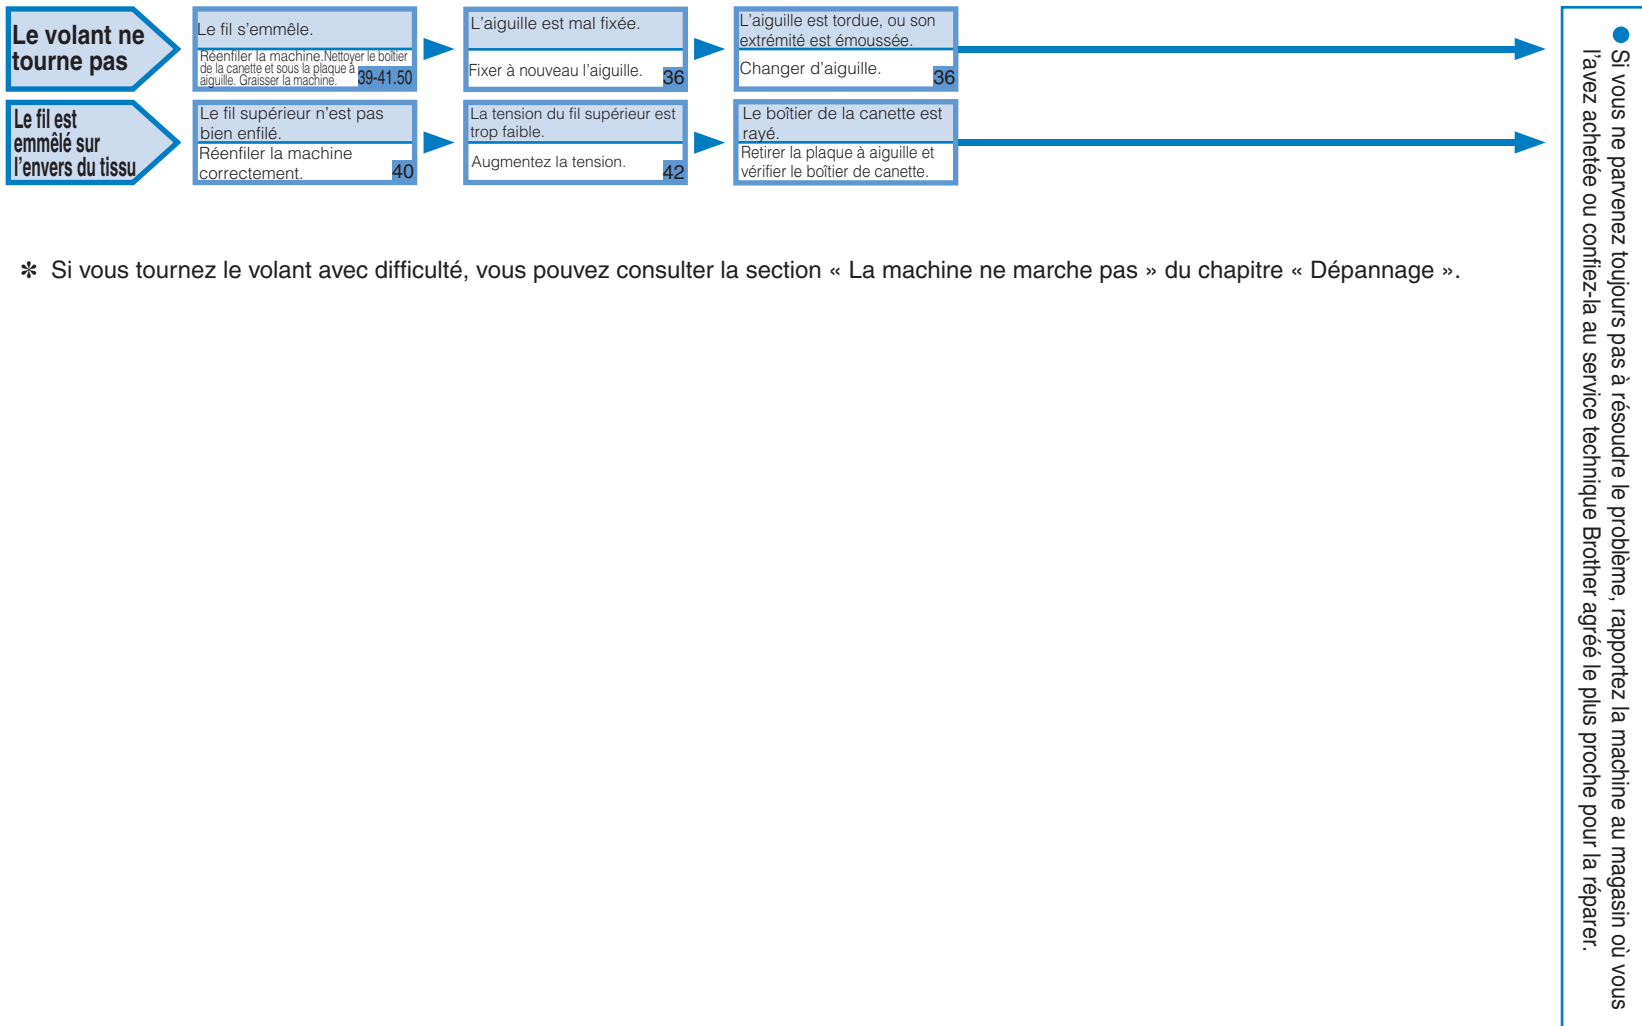 Le volant ne
tourne pas
Le fil s’emmêle.
Réenfiler la machine.Nettoyer le boîtier
de la canette et sous la plaque à
aiguille. Graisser la machine.
39-41.50
L’aiguille est mal fixée.
Fixer à nouveau l’aiguille.
36
L’aiguille est tordue, ou son
extrémité est émoussée.
Changer d’aiguille.
36
Le fil est
emmêlé sur
l’envers du tissu
Le fil supérieur n’est pas
bien enfilé.
Réenfiler la machine
correctement.
40
La tension du fil supérieur est
trop faible.
Augmentez la tension.
42
Le boîtier de la canette est
rayé.
Retirer la plaque à aiguille et
vérifier le boîtier de canette.
✻ Si vous tournez le volant avec difficulté, vous pouvez consulter la section « La machine ne marche pas » du chapitre « Dépannage ».
● Si vous ne parvenez toujours pas à résoudre le problème, rapportez la machine au magasin où vous
l’avez achetée ou confiez-la au service technique Brother agréé le plus proche pour la réparer.